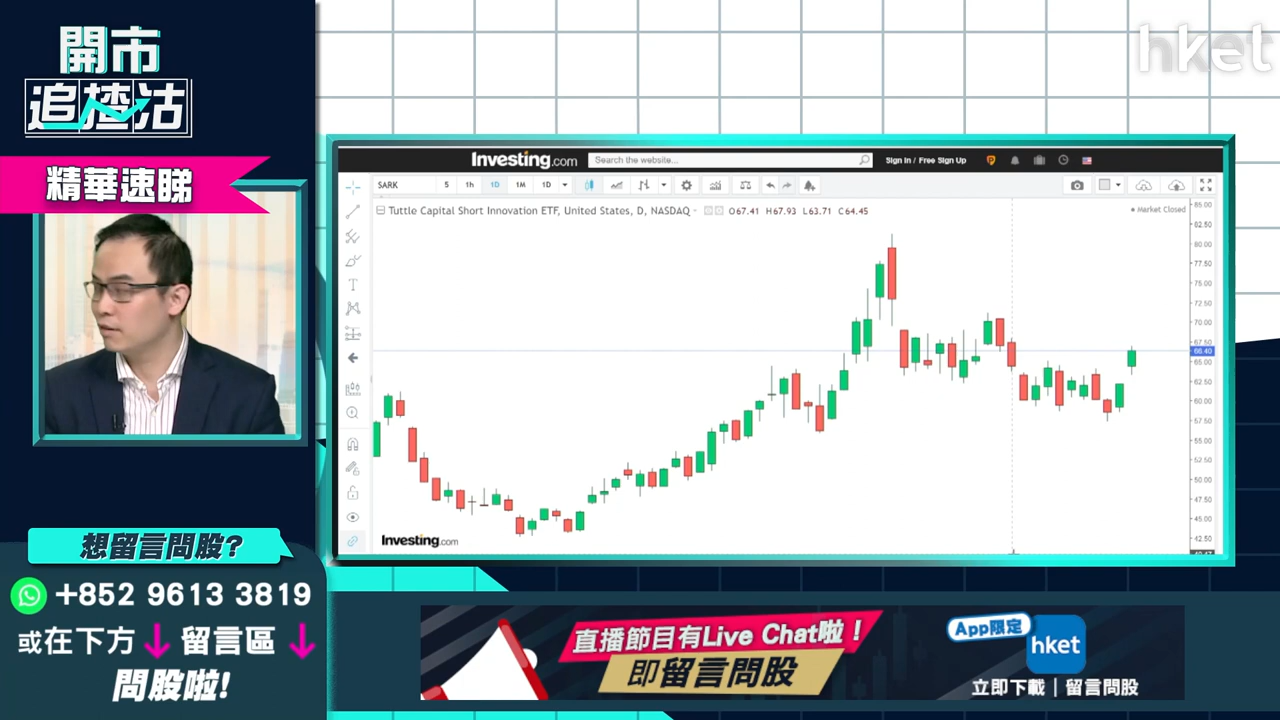 開市
追揸沽
精華速睇
hket
Investing.com
Search the website...
Sign In / Free Sign Up
SARK
5
1h
1D
1M
1D
Tuttle Capital Short Innovation ETF, United States, D, NASDAQ
O67.41 H67.93 L63.71 C64.45
Market Closed
85.00
82.50
80.00
77.50
75.00
72.50
70.00
67.50
66.40
65.00
62.50
60.00
57.50
55.00
52.50
50.00
47.50
45.00
42.50
Investing.com
想留言問股?
+852 9613 3819
或在下方 留言區
問股啦!
直播節目有Live Chat啦！
即留言問股
App限定
hket
立即下載｜留言問股